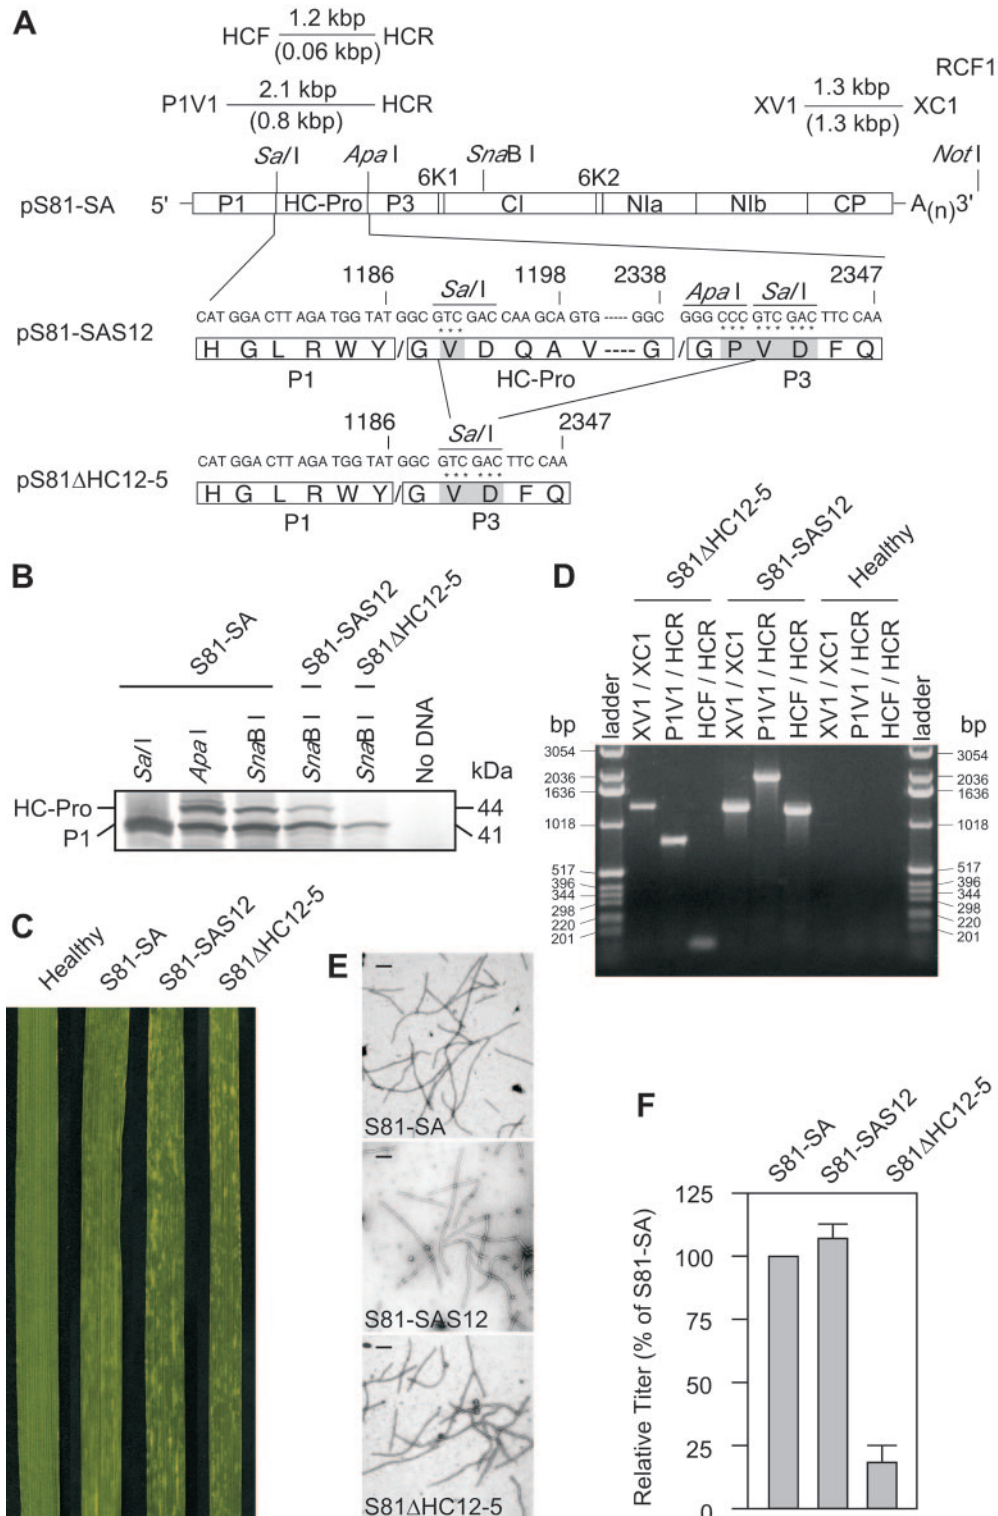 A
HCF 1.2 kbp HCR
(0.06 kbp)
RCF1
P1V1 2.1 kbp HCR
(0.8 kbp)
XV1 1.3 kbp XC1
(1.3 kbp)
SalI ApaI SnaB I Not I
6K1 6K2
pS81-SA 5' P1 HC-Pro P3 CI NIa NIb CP A(n)3'
1186 SalI 1198 2338 ApaI SalI 2347
pS81-SAS12
CAT GGA CTT AGA TGG TAT GGC GTC GAC CAA GCA GTG ----- GGC GGG CCC GTC GAC TTC CAA
*** *** *** ***
H G L R W Y / G V D Q A V ---- G / G P V D F Q
P1 HC-Pro P3
1186 SalI 2347
pS81ΔHC12-5
CAT GGA CTT AGA TGG TAT GGC GTC GAC TTC CAA
*** ***
H G L R W Y / G V D F Q
P1 P3
B
S81-SA S81-SAS12 S81ΔHC12-5
SalI ApaI SnaB I SnaB I SnaB I No DNA
kDa
HC-Pro 44
P1 41
C
Healthy S81-SA S81-SAS12 S81ΔHC12-5
D
S81ΔHC12-5 S81-SAS12 Healthy
ladder XV1 / XC1 P1V1 / HCR HCF / HCR XV1 / XC1 P1V1 / HCR HCF / HCR XV1 / XC1 P1V1 / HCR HCF / HCR ladder
bp bp
3054 3054
2036 2036
1636 1636
1018 1018
517 517
396 396
344 344
298 298
220 220
201 201
E
S81-SA
S81-SAS12
S81ΔHC12-5
F
S81-SA S81-SAS12 S81ΔHC12-5
Relative Titer (% of S81-SA)
125
100
75
50
25
0